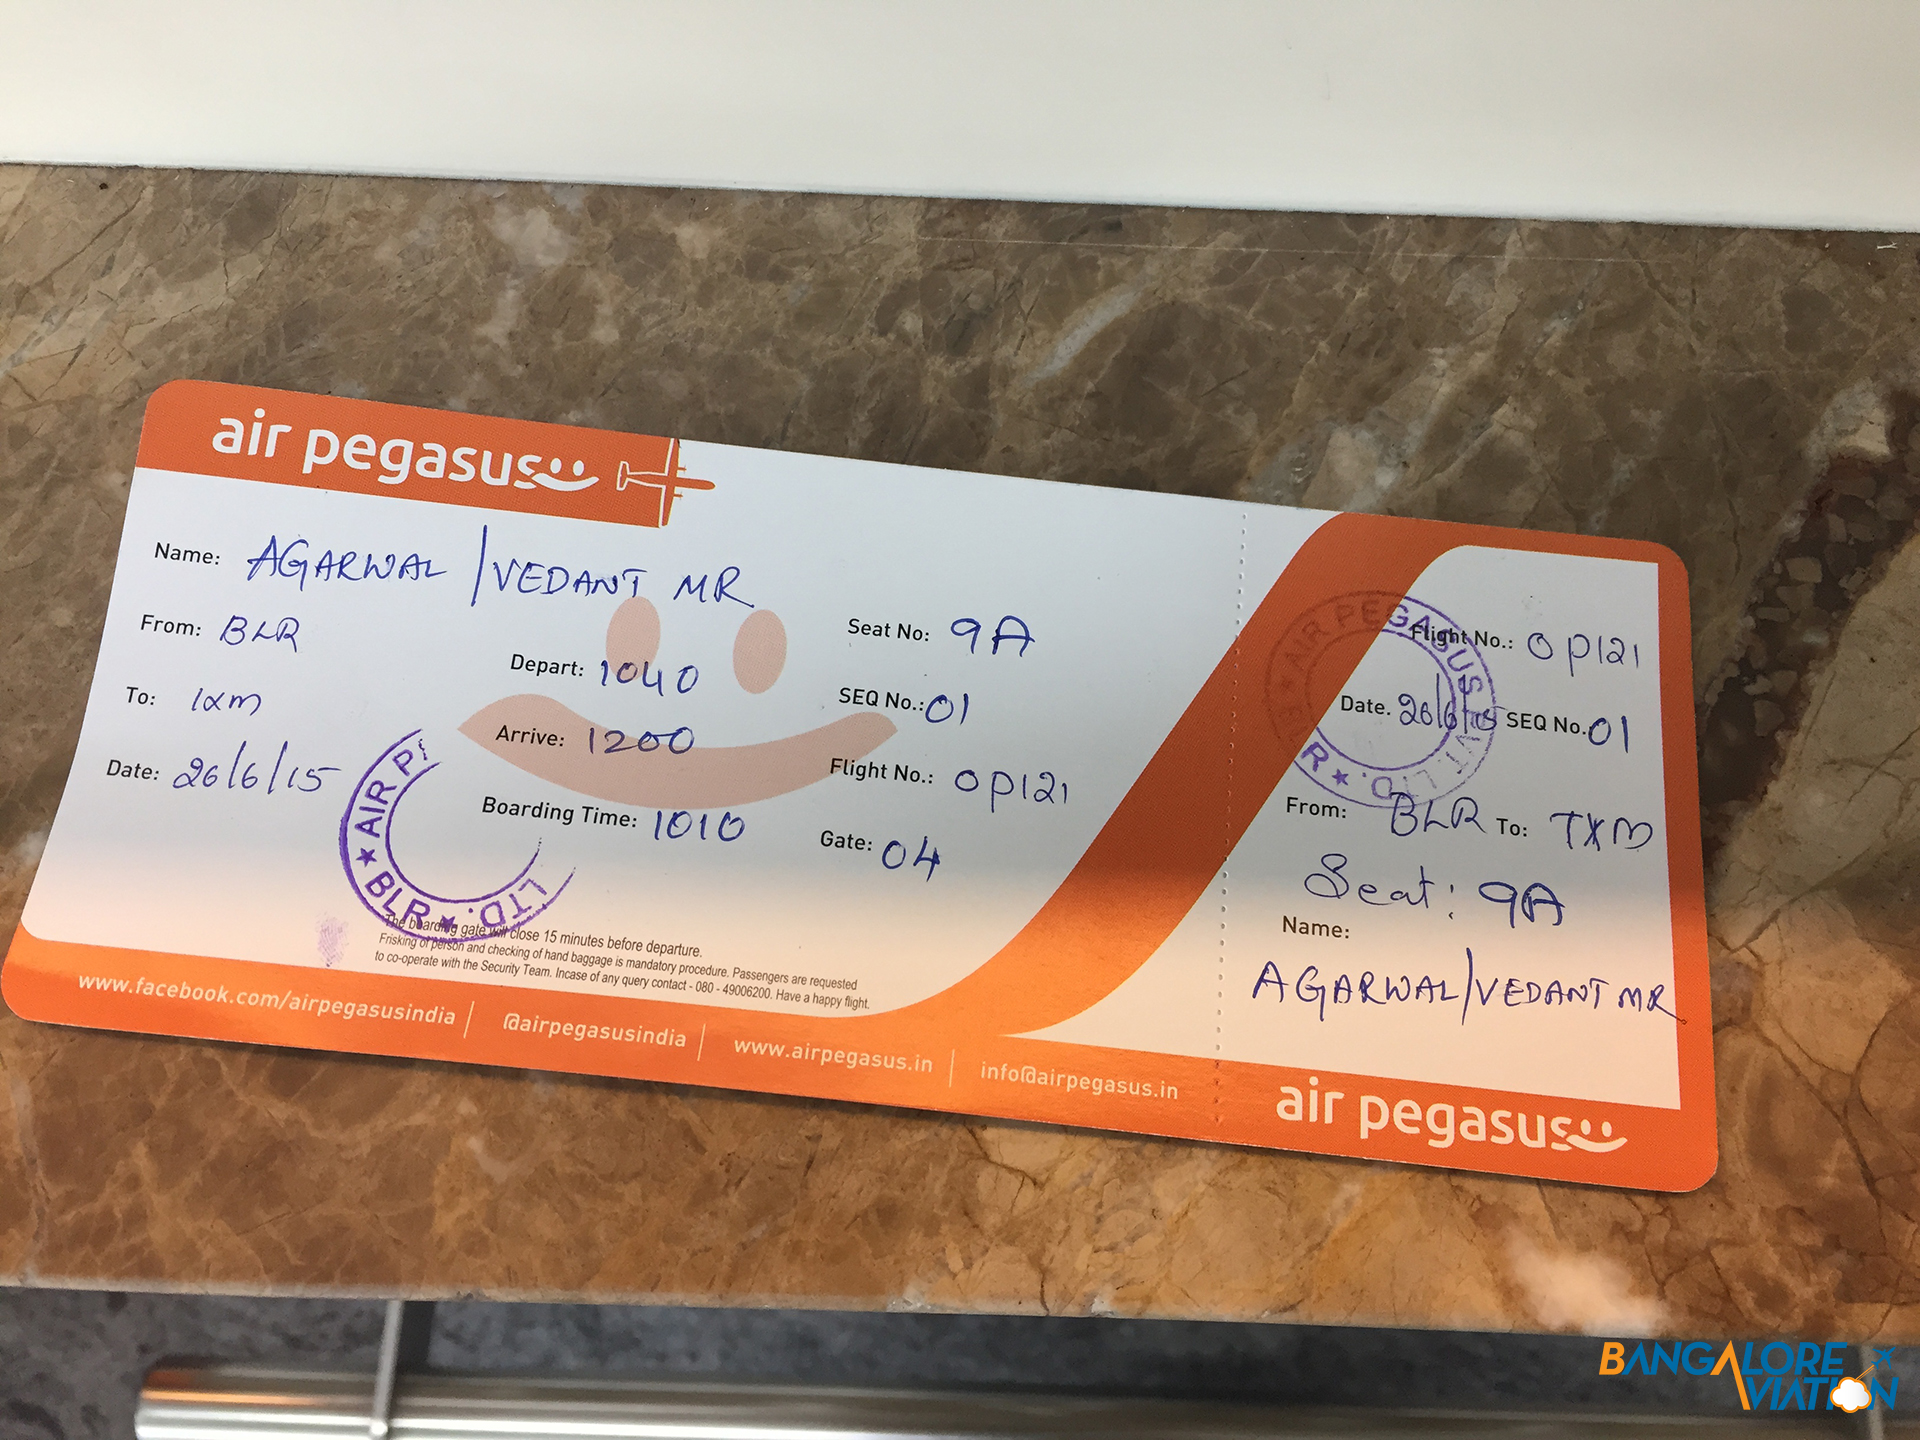 air pegasus
Name: AGARWAL / VEDANT MR
From: BLR
To: IXM
Date: 26/6/15
Depart: 1040
Arrive: 1200
Boarding Time: 1010
Seat No: 9A
SEQ No.: 01
Flight No.: OP121
Gate: 04
AIR P
LTD. ★ BLR ★
The boarding gate will close 15 minutes before departure.
Frisking of person and checking of hand baggage is mandatory procedure. Passengers are requested
to co-operate with the Security Team. Incase of any query contact - 080 - 49006200. Have a happy flight.
www.facebook.com/airpegasusindia | @airpegasusindia | www.airpegasus.in | info@airpegasus.in
Flight No.: OP121
Date. 26/6/15 SEQ No. 01
From: BLR To: IXM
Seat: 9A
Name:
AGARWAL/VEDANT MR
AIR PEGASUS PVT. LTD. ★ BLR ★
air pegasus
BANGALORE
AVIATION